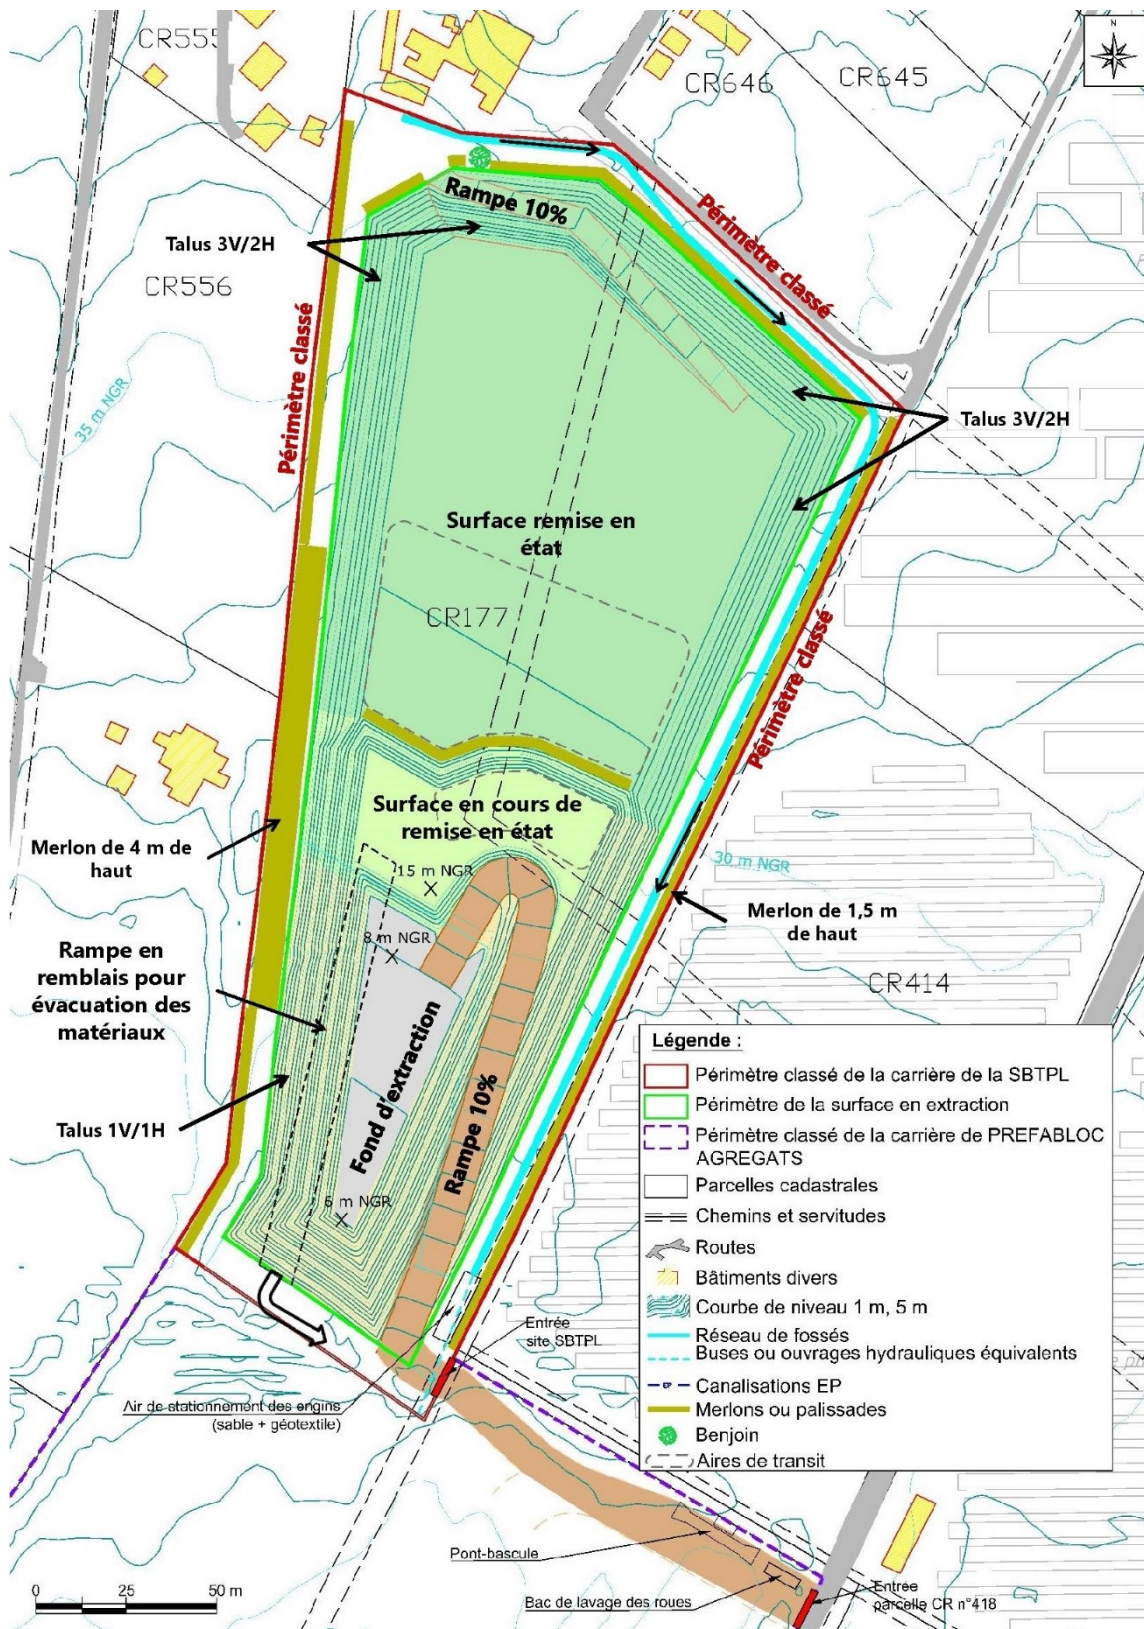 CR555
CR646
CR645
N
Rampe 10%
Périmètre classé
Talus 3V/2H
CR556
Périmètre classé
35 m NGR
Talus 3V/2H
Surface remise en
état
CR177
Périmètre classé
Surface en cours de
remise en état
Merlon de 4 m de
haut
15 m NGR
30 m NGR
Merlon de 1,5 m
de haut
8 m NGR
Rampe en
remblais pour
évacuation des
matériaux
CR414
Fond d'extraction
Rampe 10%
Talus 1V/1H
6 m NGR
Légende :
Périmètre classé de la carrière de la SBTPL
Périmètre de la surface en extraction
Périmètre classé de la carrière de PREFABLOC
AGREGATS
Parcelles cadastrales
Chemins et servitudes
Routes
Bâtiments divers
Courbe de niveau 1 m, 5 m
Réseau de fossés
Buses ou ouvrages hydrauliques équivalents
EP
Canalisations EP
Merlons ou palissades
Benjoin
Aires de transit
Entrée
site SBTPL
Air de stationnement des engins
(sable + géotextile)
Pont-bascule
Bac de lavage des roues
Entrée
parcelle CR n°418
0 25 50 m